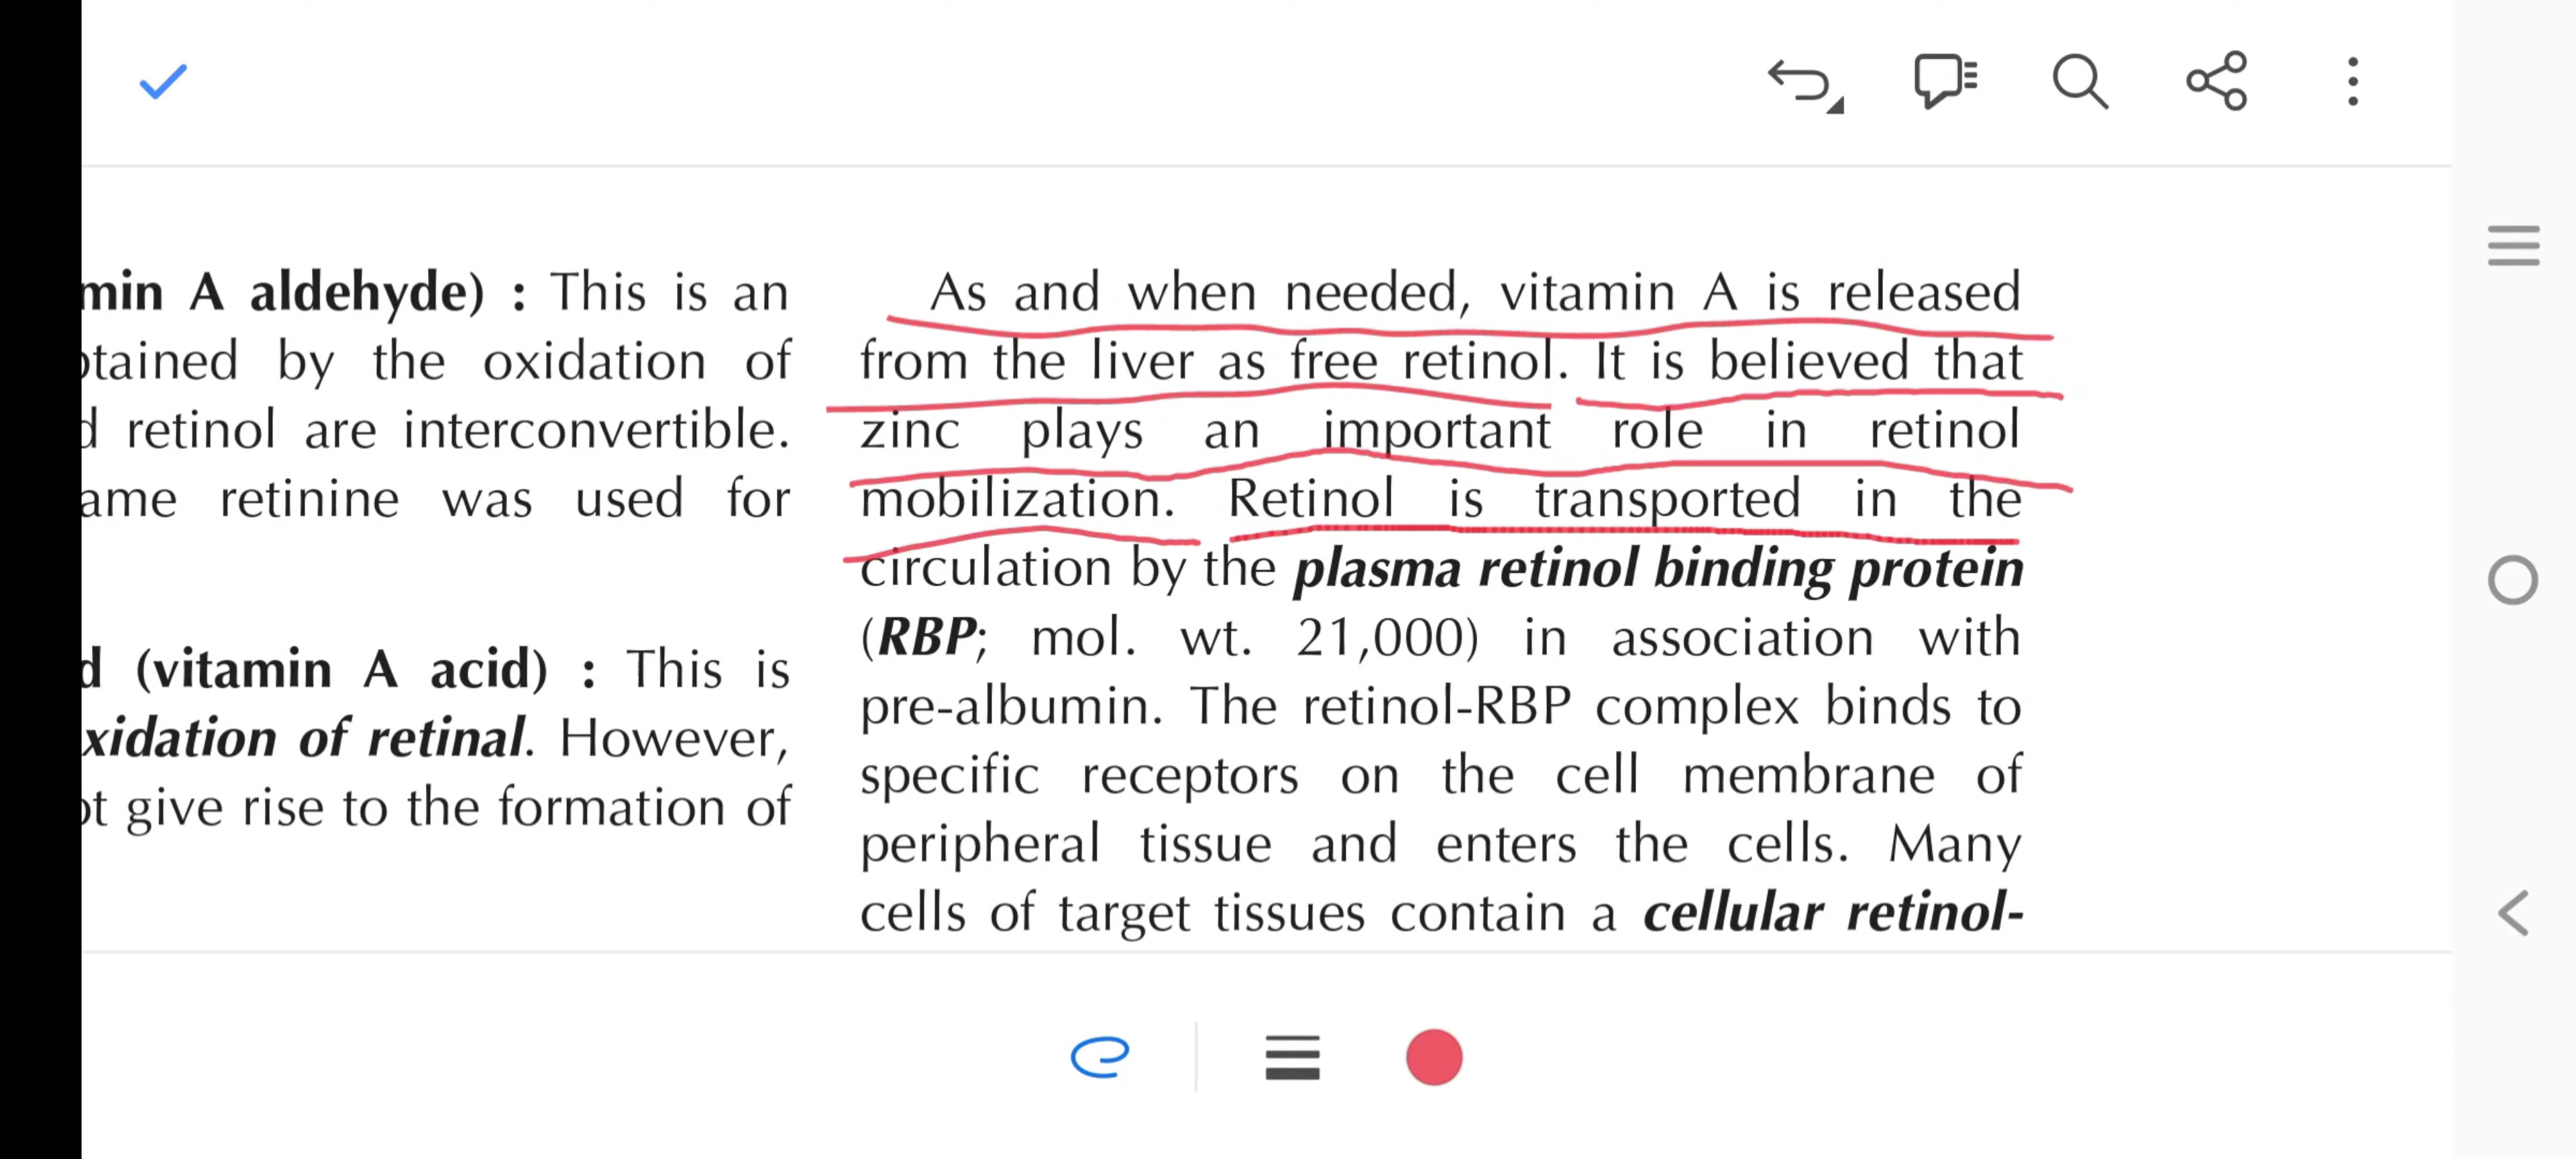 min A aldehyde) : This is an
tained by the oxidation of
d retinol are interconvertible.
ame retinine was used for
d (vitamin A acid) : This is
xidation of retinal. However,
t give rise to the formation of
As and when needed, vitamin A is released
from the liver as free retinol. It is believed that
zinc plays an important role in retinol
mobilization. Retinol is transported in the
circulation by the plasma retinol binding protein
(RBP; mol. wt. 21,000) in association with
pre-albumin. The retinol-RBP complex binds to
specific receptors on the cell membrane of
peripheral tissue and enters the cells. Many
cells of target tissues contain a cellular retinol-